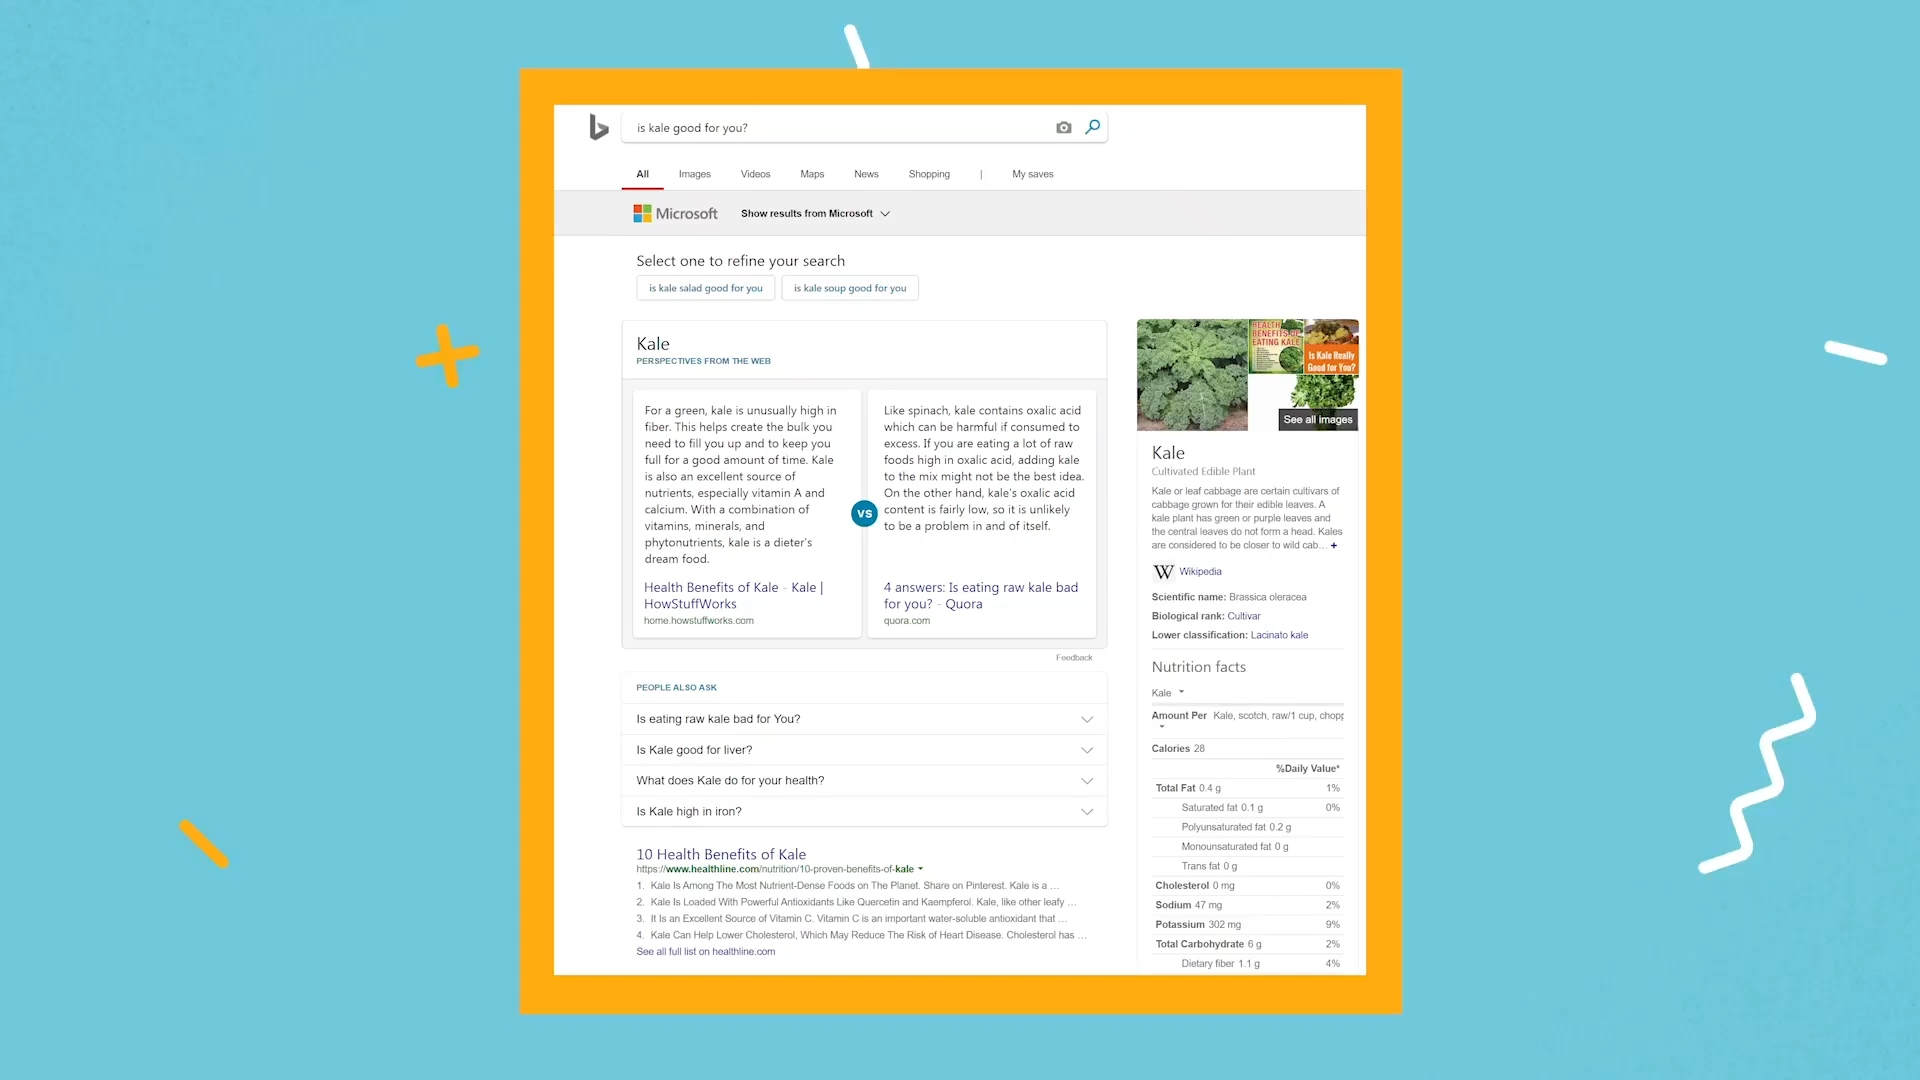 is kale good for you?
All Images Videos Maps News Shopping | My saves
Microsoft Show results from Microsoft
Select one to refine your search
is kale salad good for you is kale soup good for you
Kale
PERSPECTIVES FROM THE WEB
For a green, kale is unusually high in
fiber. This helps create the bulk you
need to fill you up and to keep you
full for a good amount of time. Kale
is also an excellent source of
nutrients, especially vitamin A and
calcium. With a combination of
vitamins, minerals, and
phytonutrients, kale is a dieter's
dream food.
Health Benefits of Kale - Kale |
HowStuffWorks
home.howstuffworks.com
vs
Like spinach, kale contains oxalic acid
which can be harmful if consumed to
excess. If you are eating a lot of raw
foods high in oxalic acid, adding kale
to the mix might not be the best idea.
On the other hand, kale's oxalic acid
content is fairly low, so it is unlikely
to be a problem in and of itself.
4 answers: Is eating raw kale bad
for you? - Quora
quora.com
Feedback
PEOPLE ALSO ASK
Is eating raw kale bad for You?
Is Kale good for liver?
What does Kale do for your health?
Is Kale high in iron?
10 Health Benefits of Kale
https://www.healthline.com/nutrition/10-proven-benefits-of-kale
1. Kale Is Among The Most Nutrient-Dense Foods on The Planet. Share on Pinterest. Kale is a ...
2. Kale Is Loaded With Powerful Antioxidants Like Quercetin and Kaempferol. Kale, like other leafy ...
3. It Is an Excellent Source of Vitamin C. Vitamin C is an important water-soluble antioxidant that ...
4. Kale Can Help Lower Cholesterol, Which May Reduce The Risk of Heart Disease. Cholesterol has ...
See all full list on healthline.com
HEALTH
BENEFITS OF
EATING KALE
Is Kale Really
Good for You?
See all images
Kale
Cultivated Edible Plant
Kale or leaf cabbage are certain cultivars of
cabbage grown for their edible leaves. A
kale plant has green or purple leaves and
the central leaves do not form a head. Kales
are considered to be closer to wild cab... +
W Wikipedia
Scientific name: Brassica oleracea
Biological rank: Cultivar
Lower classification: Lacinato kale
Nutrition facts
Kale
Amount Per Kale, scotch, raw/1 cup, chopp
Calories 28
%Daily Value*
Total Fat 0.4 g 1%
Saturated fat 0.1 g 0%
Polyunsaturated fat 0.2 g
Monounsaturated fat 0 g
Trans fat 0 g
Cholesterol 0 mg 0%
Sodium 47 mg 2%
Potassium 302 mg 9%
Total Carbohydrate 6 g 2%
Dietary fiber 1.1 g 4%